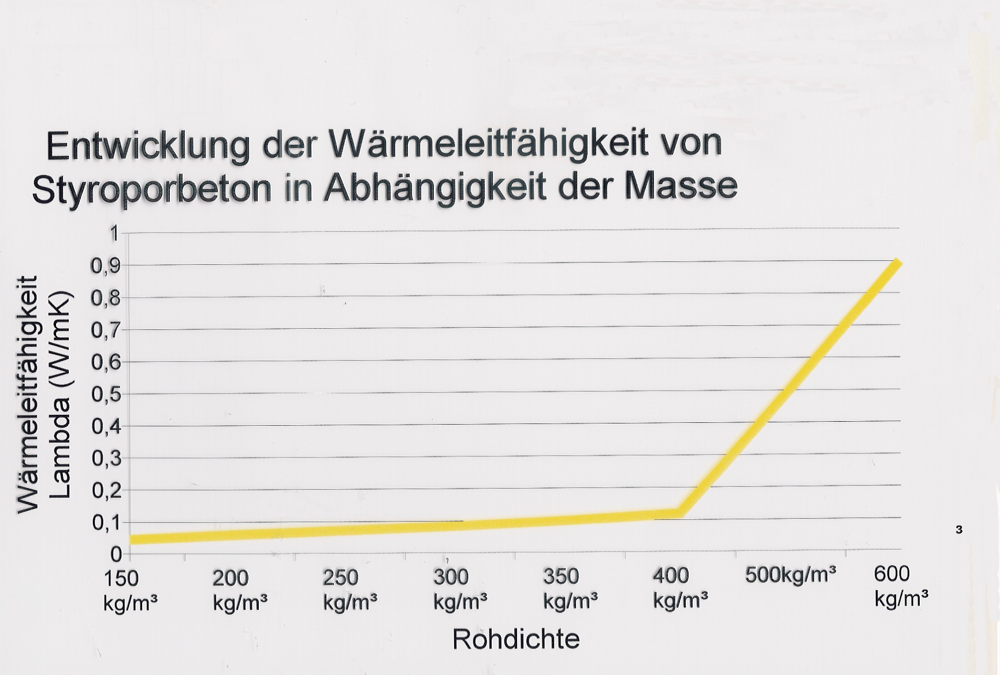 Entwicklung der Wärmeleitfähigkeit von
Styroporbeton in Abhängigkeit der Masse
Wärmeleitfähigkeit
Lambda (W/mK)
1
0,9
0,8
0,7
0,6
0,5
0,4
0,3
0,2
0,1
0
150 kg/m³
200 kg/m³
250 kg/m³
300 kg/m³
350 kg/m³
400 kg/m³
500kg/m³
600 kg/m³
Rohdichte
3